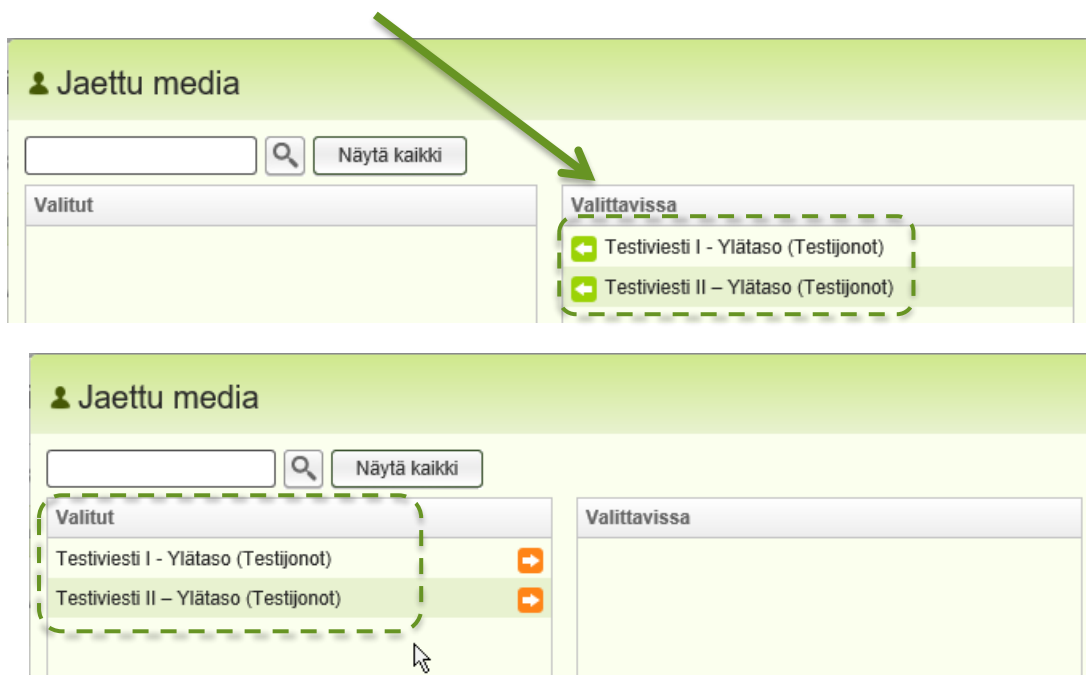 Jaettu media
Näytä kaikki
Valitut
Valittavissa
Testiviesti I - Ylätaso (Testijonot)
Testiviesti II – Ylätaso (Testijonot)
Jaettu media
Näytä kaikki
Valitut
Valittavissa
Testiviesti I - Ylätaso (Testijonot)
Testiviesti II – Ylätaso (Testijonot)